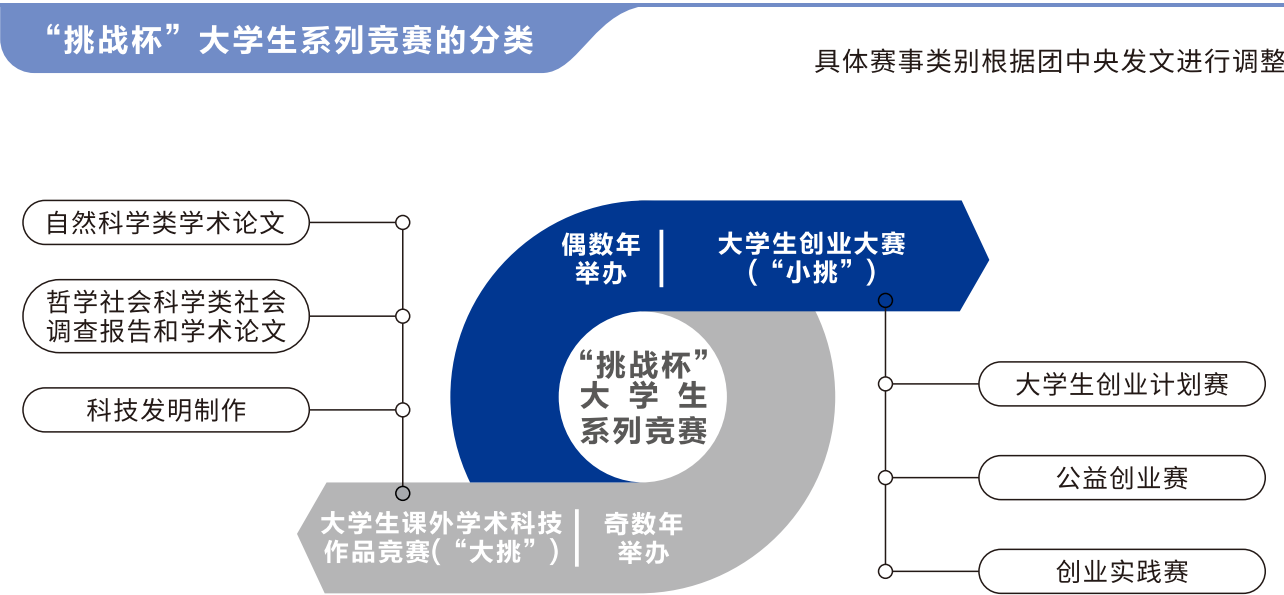 “挑战杯”大学生系列竞赛的分类
具体赛事类别根据团中央发文进行调整
自然科学类学术论文
哲学社会科学类社会
调查报告和学术论文
科技发明制作
偶数年
举办
大学生创业大赛
（“小挑”）
“挑战杯”
大学生
系列竞赛
大学生课外学术科技
作品竞赛(“大挑”)
奇数年
举办
大学生创业计划赛
公益创业赛
创业实践赛